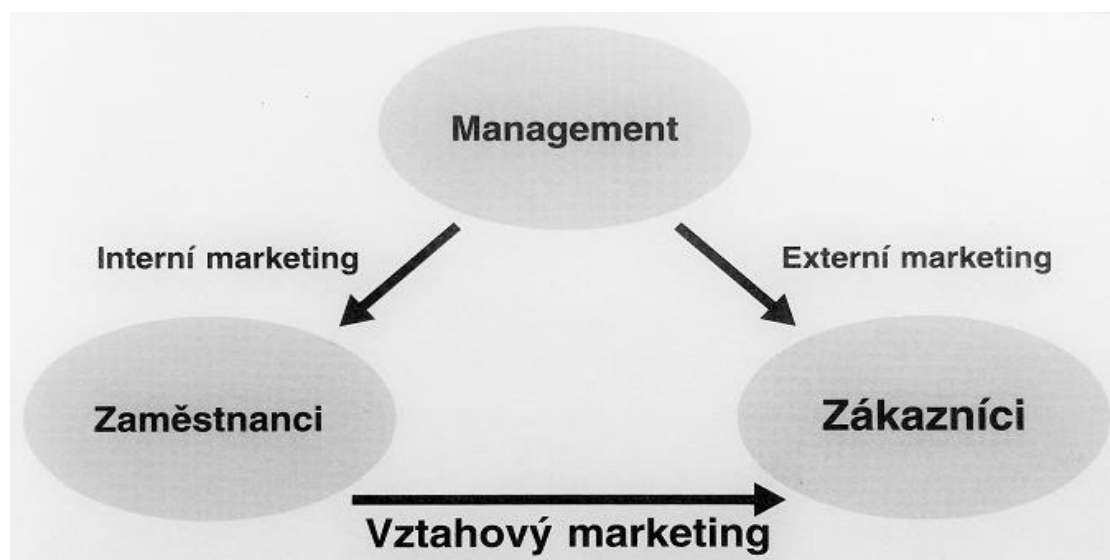 Management
Interní marketing
Externí marketing
Zaměstnanci
Zákazníci
Vztahový marketing